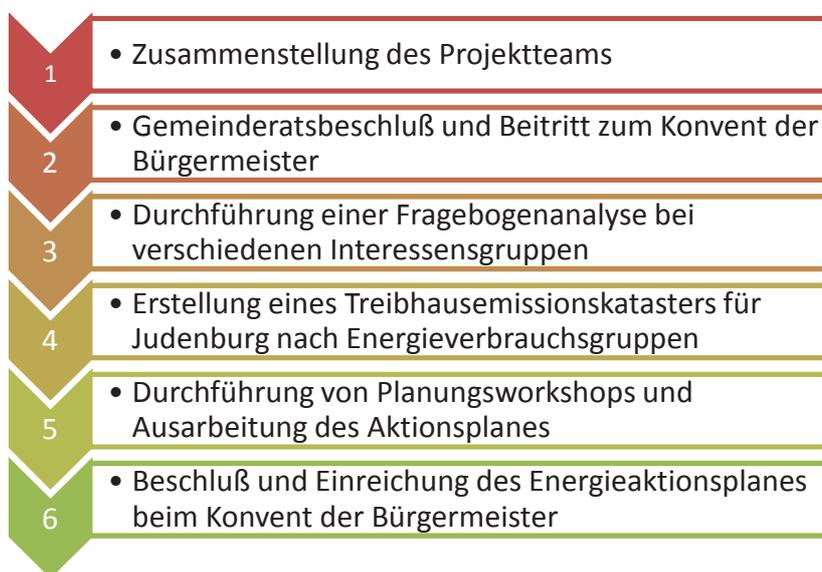 1
• Zusammenstellung des Projektteams
2
• Gemeinderatsbeschluß und Beitritt zum Konvent der
Bürgermeister
3
• Durchführung einer Fragebogenanalyse bei
verschiedenen Interessensgruppen
4
• Erstellung eines Treibhausemissionskatasters für
Judenburg nach Energieverbrauchsgruppen
5
• Durchführung von Planungsworkshops und
Ausarbeitung des Aktionsplanes
6
• Beschluß und Einreichung des Energieaktionsplanes
beim Konvent der Bürgermeister